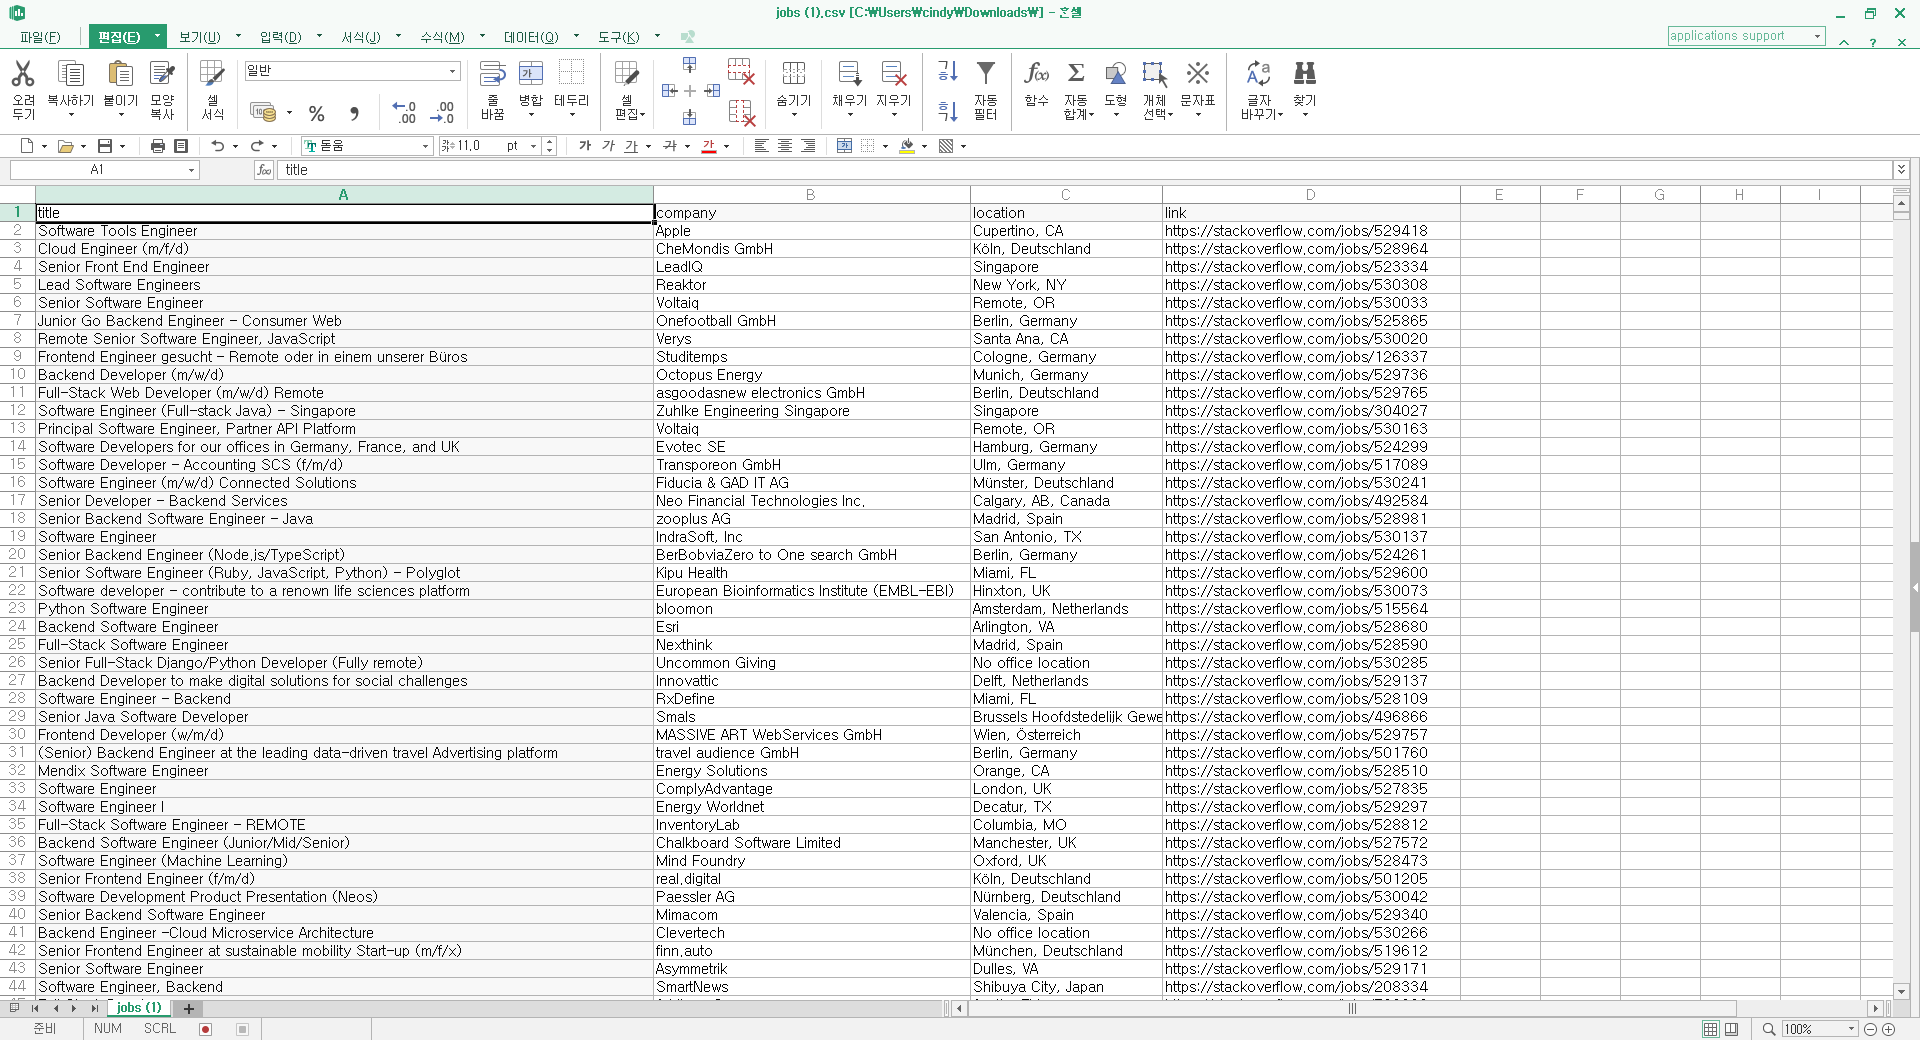 jobs (1).csv [C:₩Users₩cindy₩Downloads₩] - 한셀
파일(F) 편집(E) 보기(U) 입력(D) 서식(J) 수식(M) 데이터(Q) 도구(K) applications support
일반
오려 두기 복사하기 붙이기 모양 복사 셀 서식 % 줄 바꿈 병합 테두리 셀 편집 숨기기 채우기 지우기 자동 필터 함수 자동 합계 도형 개체 선택 문자표 글자 바꾸기 찾기
돋움 11.0 pt 가 가 가 가 가
A1 title
A B C D E F G H I
1 title company location link
2 Software Tools Engineer Apple Cupertino, CA https://stackoverflow.com/jobs/529418
3 Cloud Engineer (m/f/d) CheMondis GmbH Köln, Deutschland https://stackoverflow.com/jobs/528964
4 Senior Front End Engineer LeadIQ Singapore https://stackoverflow.com/jobs/523334
5 Lead Software Engineers Reaktor New York, NY https://stackoverflow.com/jobs/530308
6 Senior Software Engineer Voltaiq Remote, OR https://stackoverflow.com/jobs/530033
7 Junior Go Backend Engineer - Consumer Web Onefootball GmbH Berlin, Germany https://stackoverflow.com/jobs/525865
8 Remote Senior Software Engineer, JavaScript Verys Santa Ana, CA https://stackoverflow.com/jobs/530020
9 Frontend Engineer gesucht - Remote oder in einem unserer Büros Studitemps Cologne, Germany https://stackoverflow.com/jobs/126337
10 Backend Developer (m/w/d) Octopus Energy Munich, Germany https://stackoverflow.com/jobs/529736
11 Full-Stack Web Developer (m/w/d) Remote asgoodasnew electronics GmbH Berlin, Deutschland https://stackoverflow.com/jobs/529765
12 Software Engineer (Full-stack Java) - Singapore Zuhlke Engineering Singapore Singapore https://stackoverflow.com/jobs/304027
13 Principal Software Engineer, Partner API Platform Voltaiq Remote, OR https://stackoverflow.com/jobs/530163
14 Software Developers for our offices in Germany, France, and UK Evotec SE Hamburg, Germany https://stackoverflow.com/jobs/524299
15 Software Developer - Accounting SCS (f/m/d) Transporeon GmbH Ulm, Germany https://stackoverflow.com/jobs/517089
16 Software Engineer (m/w/d) Connected Solutions Fiducia & GAD IT AG Münster, Deutschland https://stackoverflow.com/jobs/530241
17 Senior Developer - Backend Services Neo Financial Technologies Inc. Calgary, AB, Canada https://stackoverflow.com/jobs/492584
18 Senior Backend Software Engineer - Java zooplus AG Madrid, Spain https://stackoverflow.com/jobs/528981
19 Software Engineer IndraSoft, Inc San Antonio, TX https://stackoverflow.com/jobs/530137
20 Senior Backend Engineer (Node.js/TypeScript) BerBobviaZero to One search GmbH Berlin, Germany https://stackoverflow.com/jobs/524261
21 Senior Software Engineer (Ruby, JavaScript, Python) - Polyglot Kipu Health Miami, FL https://stackoverflow.com/jobs/529600
22 Software developer - contribute to a renown life sciences platform European Bioinformatics Institute (EMBL-EBI) Hinxton, UK https://stackoverflow.com/jobs/530073
23 Python Software Engineer bloomon Amsterdam, Netherlands https://stackoverflow.com/jobs/515564
24 Backend Software Engineer Esri Arlington, VA https://stackoverflow.com/jobs/528680
25 Full-Stack Software Engineer Nexthink Madrid, Spain https://stackoverflow.com/jobs/528590
26 Senior Full-Stack Django/Python Developer (Fully remote) Uncommon Giving No office location https://stackoverflow.com/jobs/530285
27 Backend Developer to make digital solutions for social challenges Innovattic Delft, Netherlands https://stackoverflow.com/jobs/529137
28 Software Engineer - Backend RxDefine Miami, FL https://stackoverflow.com/jobs/528109
29 Senior Java Software Developer Smals Brussels Hoofdstedelijk Gewe https://stackoverflow.com/jobs/496866
30 Frontend Developer (w/m/d) MASSIVE ART WebServices GmbH Wien, Österreich https://stackoverflow.com/jobs/529757
31 (Senior) Backend Engineer at the leading data-driven travel Advertising platform travel audience GmbH Berlin, Germany https://stackoverflow.com/jobs/501760
32 Mendix Software Engineer Energy Solutions Orange, CA https://stackoverflow.com/jobs/528510
33 Software Engineer ComplyAdvantage London, UK https://stackoverflow.com/jobs/527835
34 Software Engineer I Energy Worldnet Decatur, TX https://stackoverflow.com/jobs/529297
35 Full-Stack Software Engineer - REMOTE InventoryLab Columbia, MO https://stackoverflow.com/jobs/528812
36 Backend Software Engineer (Junior/Mid/Senior) Chalkboard Software Limited Manchester, UK https://stackoverflow.com/jobs/527572
37 Software Engineer (Machine Learning) Mind Foundry Oxford, UK https://stackoverflow.com/jobs/528473
38 Senior Frontend Engineer (f/m/d) real.digital Köln, Deutschland https://stackoverflow.com/jobs/501205
39 Software Development Product Presentation (Neos) Paessler AG Nürnberg, Deutschland https://stackoverflow.com/jobs/530042
40 Senior Backend Software Engineer Mimacom Valencia, Spain https://stackoverflow.com/jobs/529340
41 Backend Engineer -Cloud Microservice Architecture Clevertech No office location https://stackoverflow.com/jobs/530266
42 Senior Frontend Engineer at sustainable mobility Start-up (m/f/x) finn.auto München, Deutschland https://stackoverflow.com/jobs/519612
43 Senior Software Engineer Asymmetrik Dulles, VA https://stackoverflow.com/jobs/529171
44 Software Engineer, Backend SmartNews Shibuya City, Japan https://stackoverflow.com/jobs/208334
jobs (1)
준비 NUM SCRL 100%